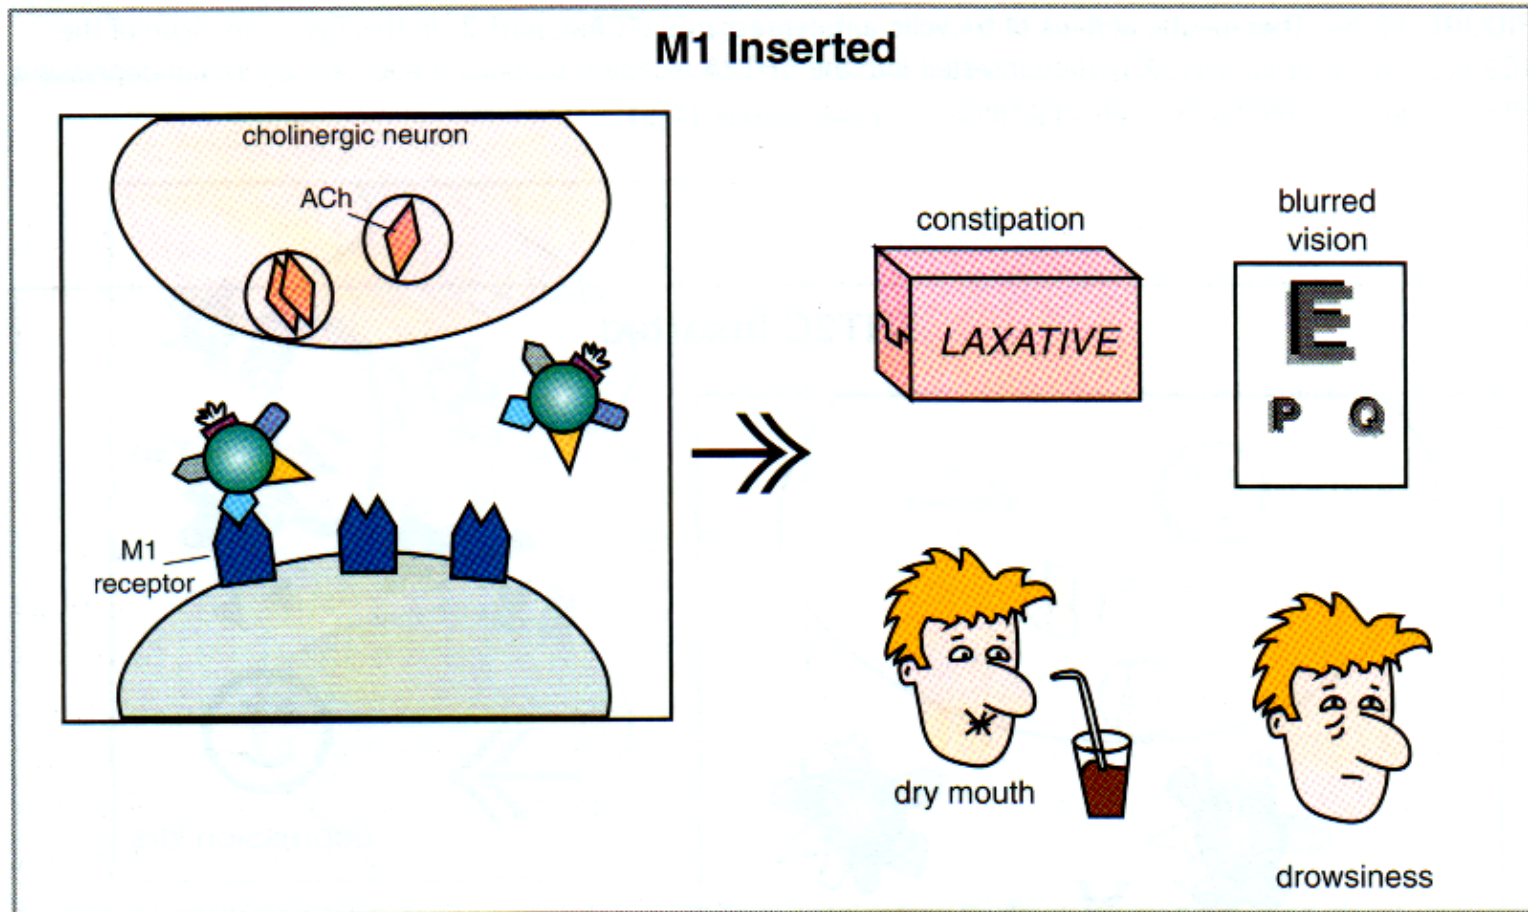 M1 Inserted
cholinergic neuron
ACh
M1
receptor
constipation
LAXATIVE
blurred
vision
E
P Q
dry mouth
drowsiness